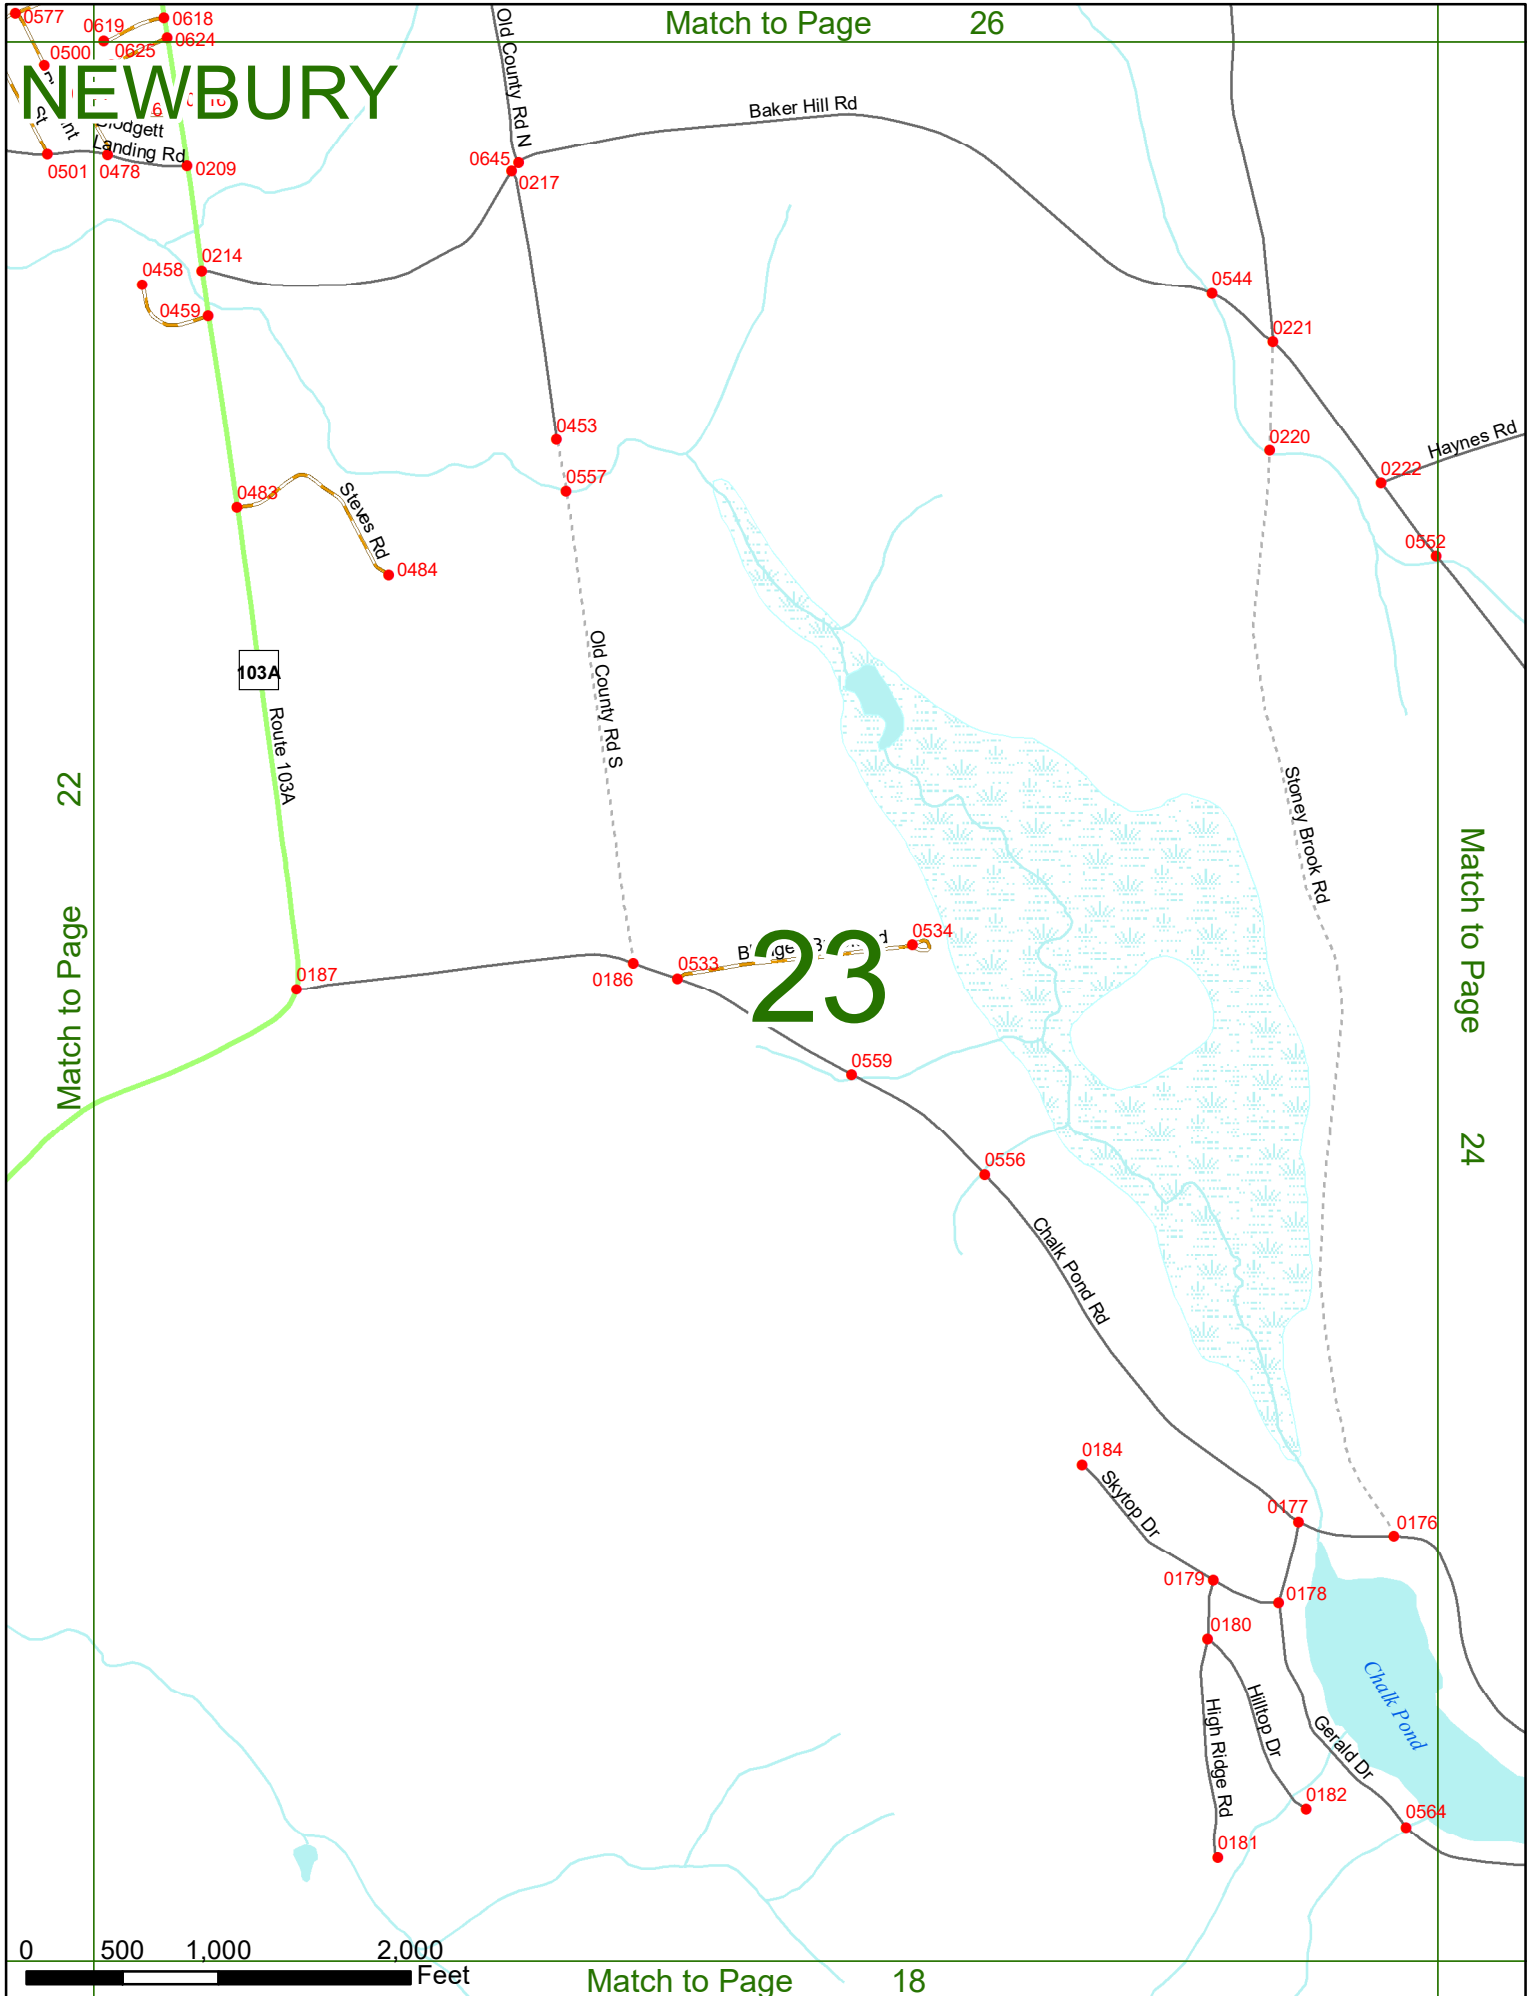 Match to Page 26
0577
0619
0618
0500
0625
0624
NEWBURY
St
Landing Rd
0501
0478
0209
Old County Rd N
Baker Hill Rd
0645
0217
0214
0458
0459
0544
0221
0453
0220
Haynes Rd
0222
0557
0483
Steves Rd
0484
0552
103A
Route 103A
Old County Rd S
Stoney Brook Rd
Match to Page 22
Match to Page 24
0534
23
0187
0186
0533
0559
0556
Chalk Pond Rd
0184
Skytop Dr
0177
0176
0179
0178
0180
High Ridge Rd
Hilltop Dr
Gerald Dr
Chalk Pond
0182
0564
0181
0 500 1,000 2,000
Feet
Match to Page 18